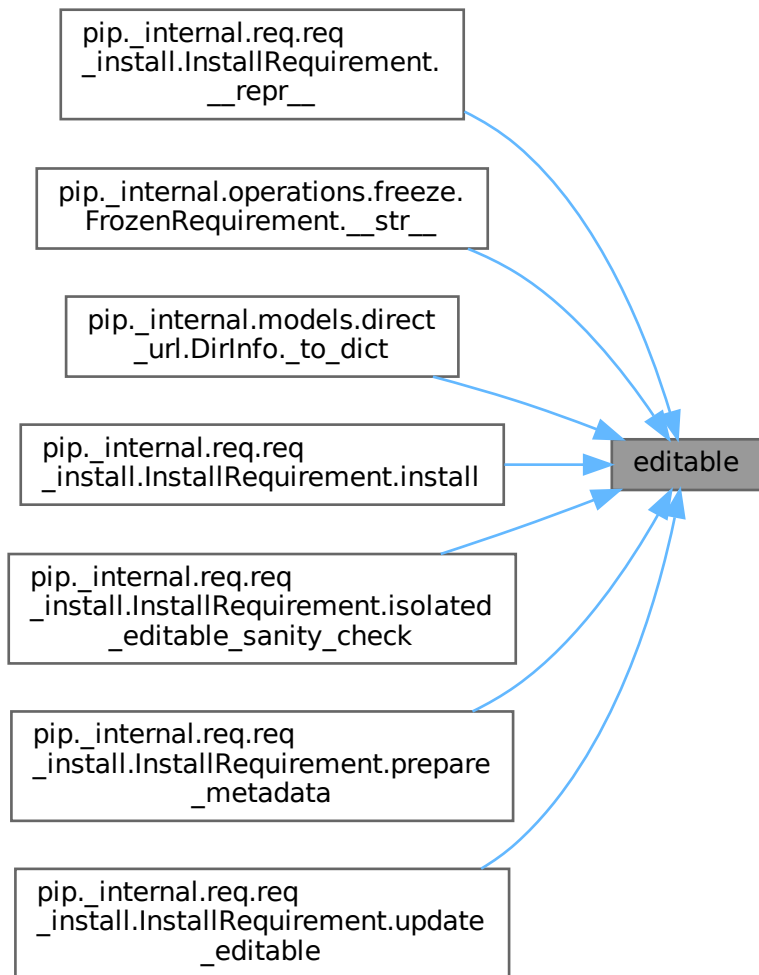 pip._internal.req.req
_install.InstallRequirement.
__repr__
pip._internal.operations.freeze.
FrozenRequirement.__str__
pip._internal.models.direct
_url.DirInfo._to_dict
pip._internal.req.req
_install.InstallRequirement.install
editable
pip._internal.req.req
_install.InstallRequirement.isolated
_editable_sanity_check
pip._internal.req.req
_install.InstallRequirement.prepare
_metadata
pip._internal.req.req
_install.InstallRequirement.update
_editable